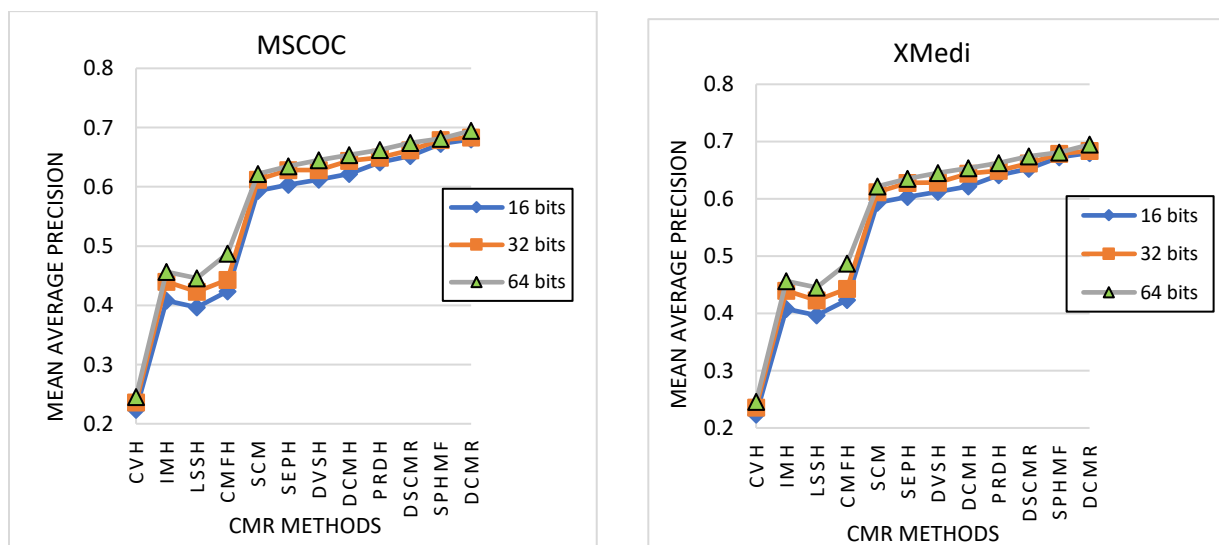 MSCOC
MEAN AVERAGE PRECISION
0.8
0.7
0.6
0.5
0.4
0.3
0.2
CVH
IMH
LSSH
CMFH
SCM
SEPH
DVSH
DCMH
PRDH
DSCMR
SPHMF
DCMR
CMR METHODS
16 bits
32 bits
64 bits
XMedi
MEAN AVERAGE PRECISION
0.8
0.7
0.6
0.5
0.4
0.3
0.2
CVH
IMH
LSSH
CMFH
SCM
SEPH
DVSH
DCMH
PRDH
DSCMR
SPHMF
DCMR
CMR METHODS
16 bits
32 bits
64 bits